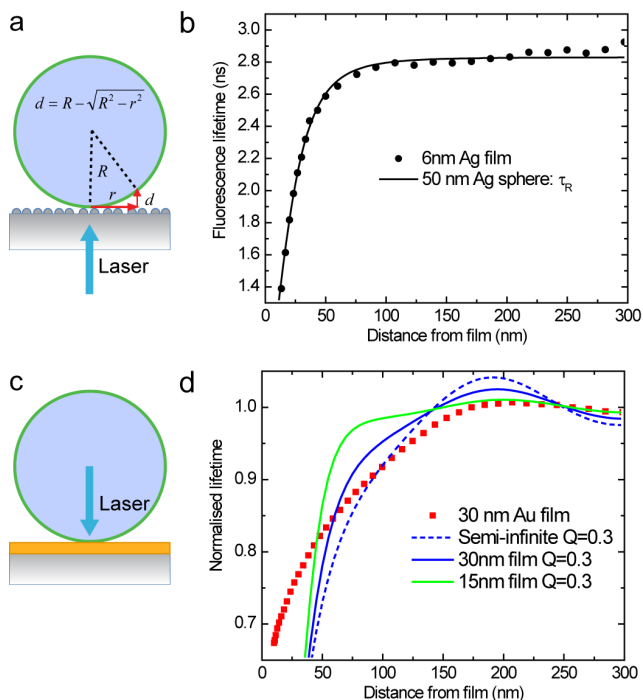 a
d = R − √R² − r²
R
r
d
Laser
b
Fluorescence lifetime (ns)
3.0
2.8
2.6
2.4
2.2
2.0
1.8
1.6
1.4
6nm Ag film
50 nm Ag sphere: τR
0 50 100 150 200 250 300
Distance from film (nm)
c
Laser
d
Normalised lifetime
1.0
0.9
0.8
0.7
30 nm Au film
Semi-infinite Q=0.3
30nm film Q=0.3
15nm film Q=0.3
0 50 100 150 200 250 300
Distance from film (nm)